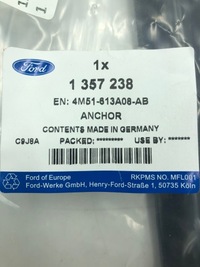 1x
Ford
1 357 238
EN: 4M51-613A08-AB
ANCHOR
CONTENTS MADE IN GERMANY
C9J8A PACKED: ********* USE BY: *******
Ford of Europe RKPMS NO. MFL001
Ford-Werke GmbH, Henry-Ford-Straße 1, 50735 Köln